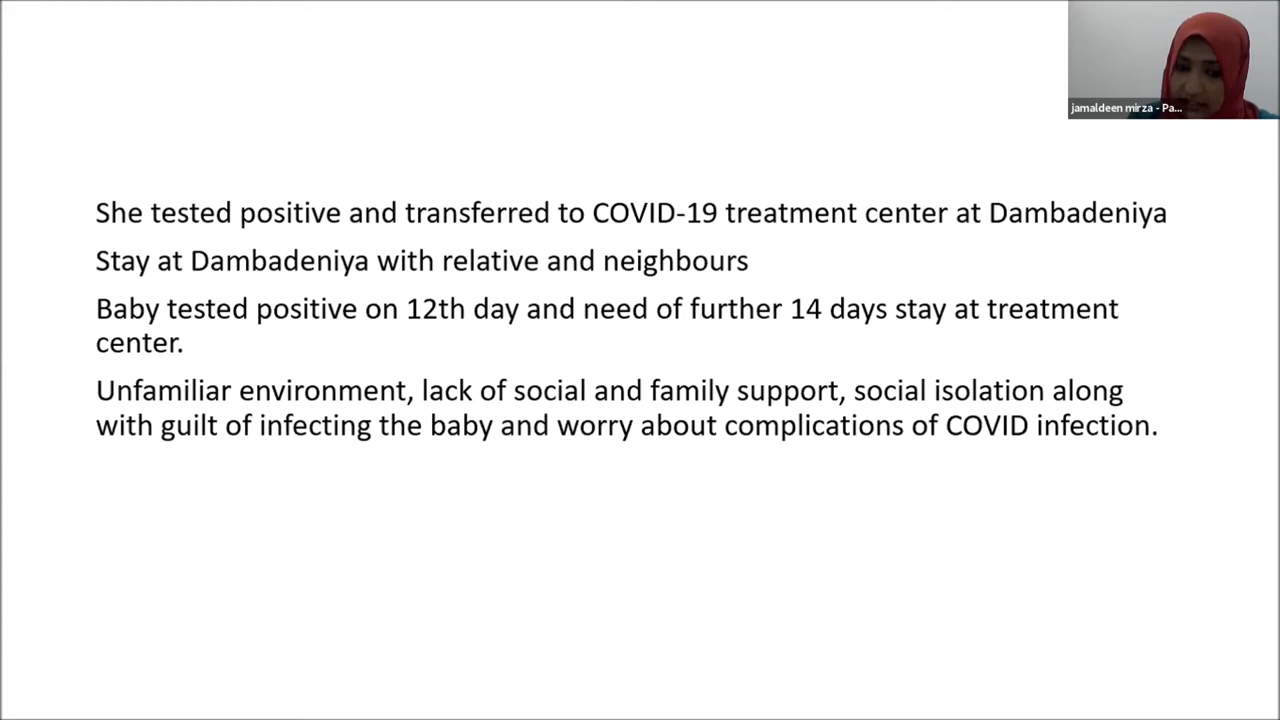 jamaldeen mirza - Pa...
She tested positive and transferred to COVID-19 treatment center at Dambadeniya
Stay at Dambadeniya with relative and neighbours
Baby tested positive on 12th day and need of further 14 days stay at treatment
center.
Unfamiliar environment, lack of social and family support, social isolation along
with guilt of infecting the baby and worry about complications of COVID infection.